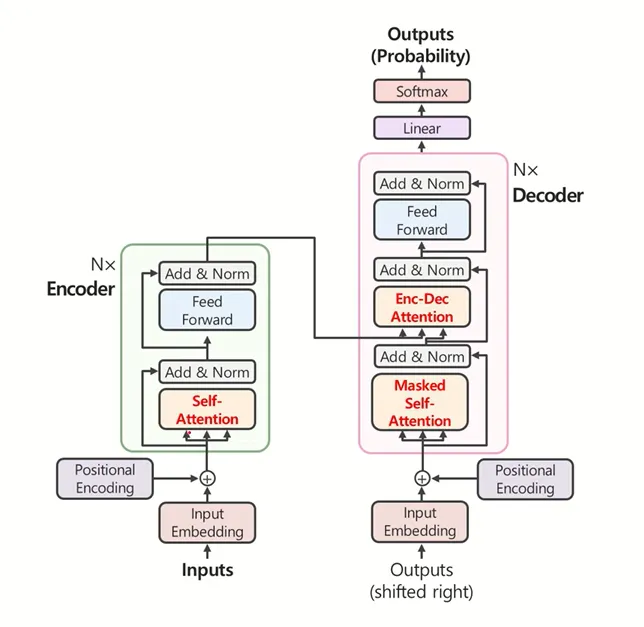 Outputs
(Probability)
Softmax
Linear
N×
Decoder
Add & Norm
Feed
Forward
Add & Norm
Enc-Dec
Attention
Add & Norm
Masked
Self-
Attention
N×
Encoder
Add & Norm
Feed
Forward
Add & Norm
Self-
Attention
Positional
Encoding
Input
Embedding
Inputs
Positional
Encoding
Input
Embedding
Outputs
(shifted right)